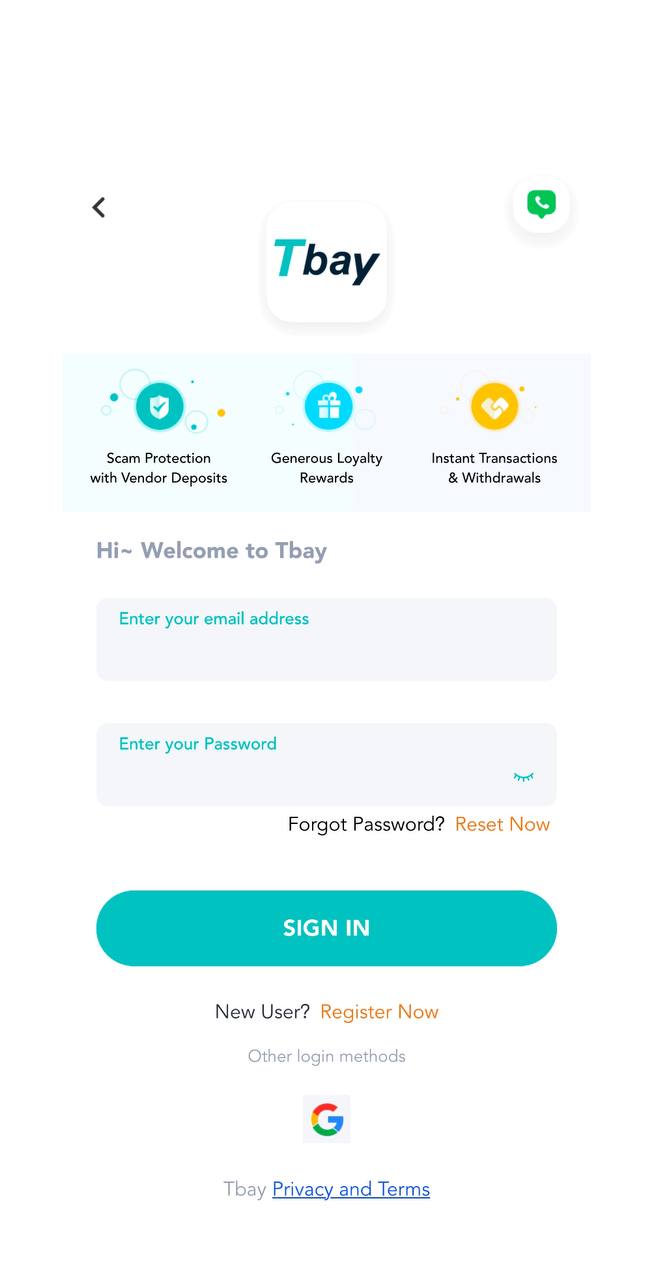 Tbay
Scam Protection
with Vendor Deposits
Generous Loyalty
Rewards
Instant Transactions
& Withdrawals
Hi~ Welcome to Tbay
Enter your email address
Enter your Password
Forgot Password? Reset Now
SIGN IN
New User? Register Now
Other login methods
Tbay Privacy and Terms